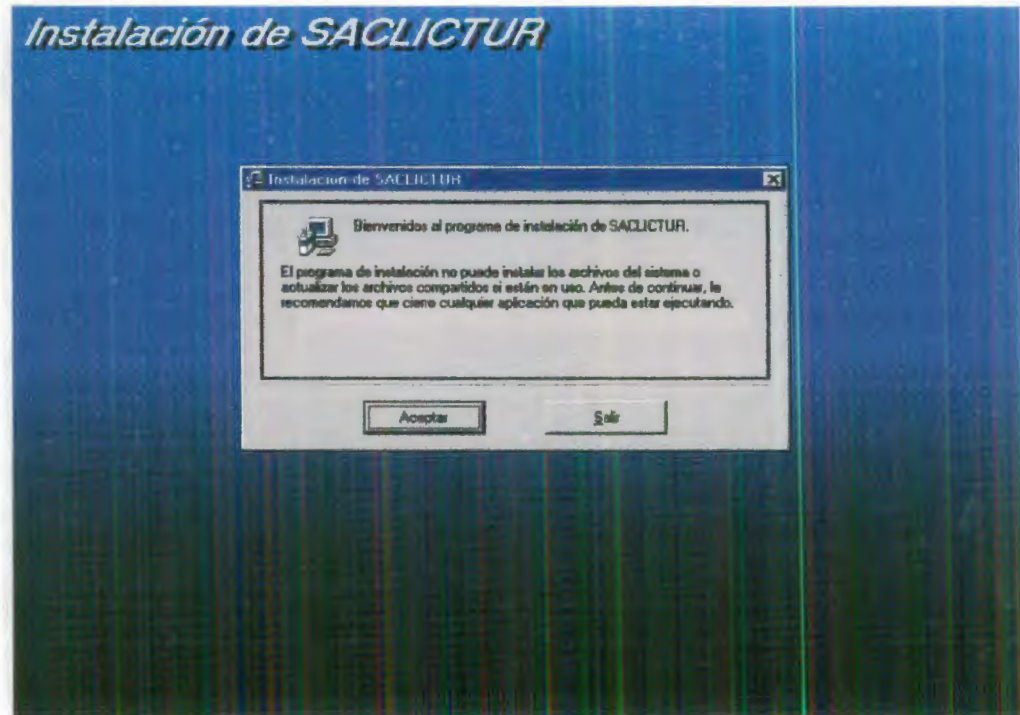 Instalación de SACLICTUR
Instalación de SACLICTUR
Bienvenidos al programa de instalación de SACLICTUR.
El programa de instalación no puede instalar los archivos del sistema o
actualizar los archivos compartidos si están en uso. Antes de continuar, le
recomendamos que cierre cualquier aplicación que pueda estar ejecutando.
Aceptar
Salir